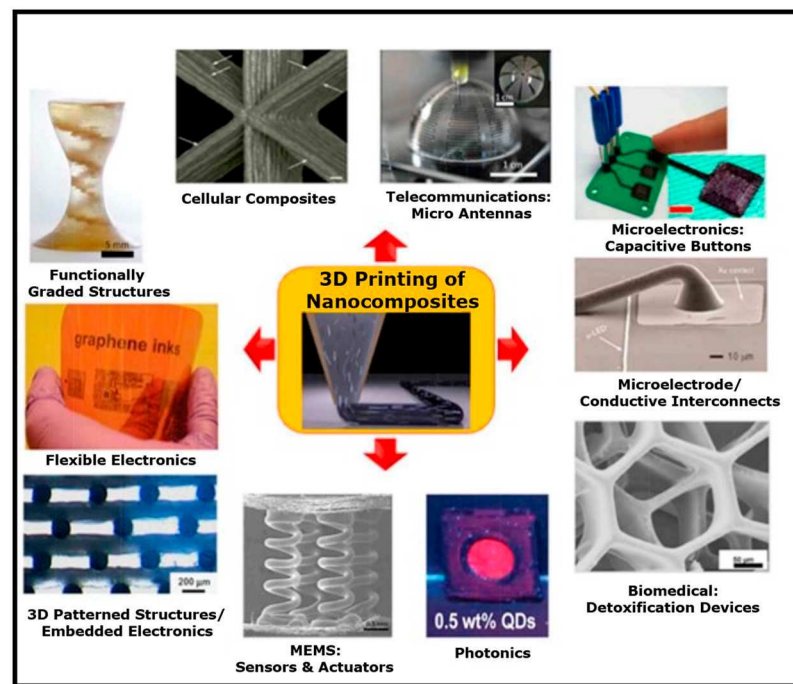 Cellular Composites
1 cm
1 cm
Telecommunications:
Micro Antennas
Microelectronics:
Capacitive Buttons
5 mm
Functionally
Graded Structures
3D Printing of
Nanocomposites
Au contact
10 µm
Microelectrode/
Conductive Interconnects
graphene inks
Flexible Electronics
200 µm
3D Patterned Structures/
Embedded Electronics
MEMS:
Sensors & Actuators
0.5 wt% QDs
Photonics
50 µm
Biomedical:
Detoxification Devices